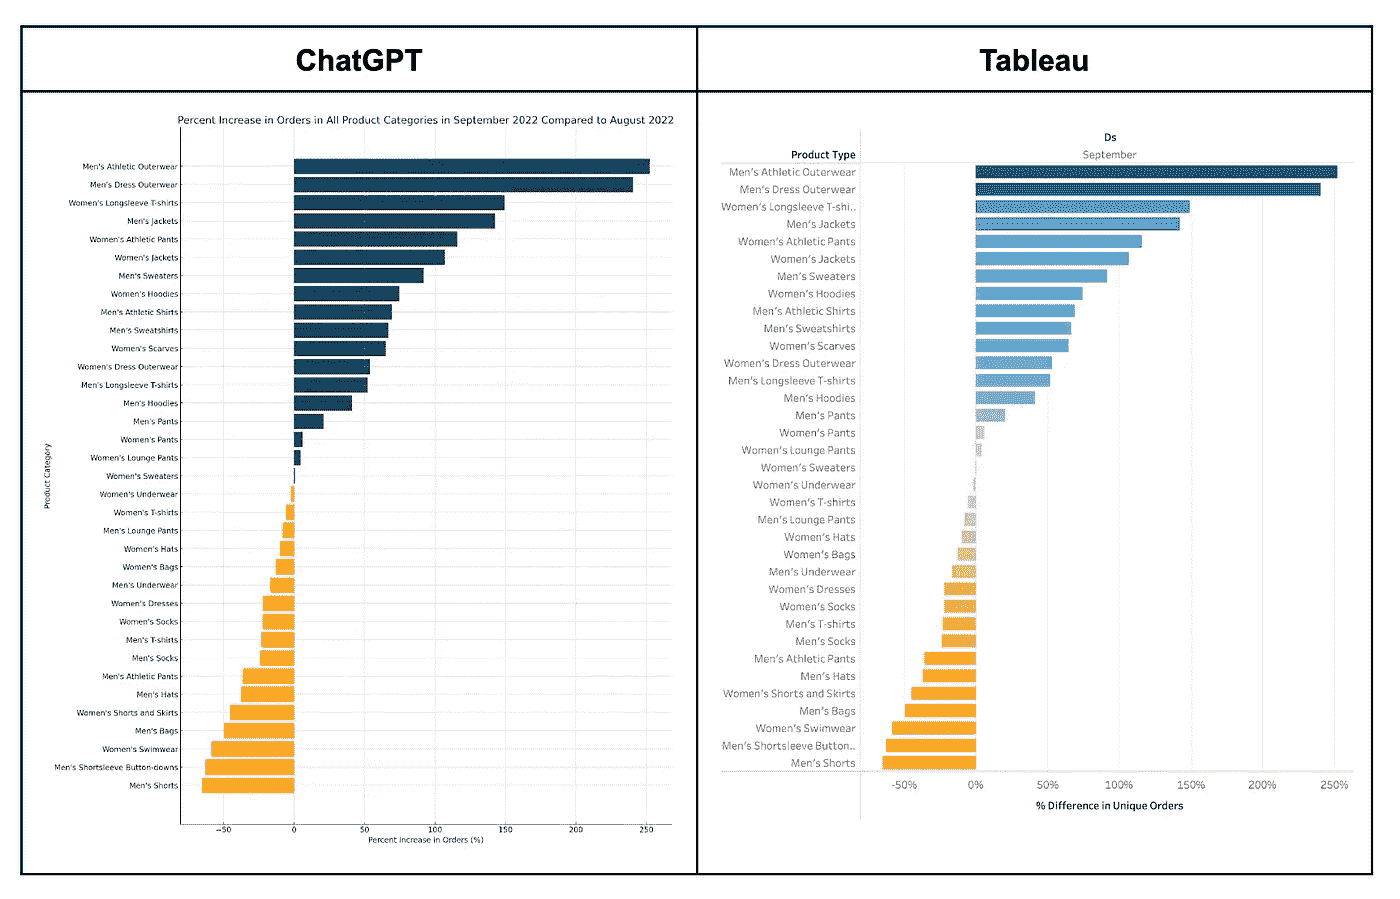 ChatGPT
Tableau
Percent Increase in Orders in All Product Categories in September 2022 Compared to August 2022
Men's Athletic Outerwear
Men's Dress Outerwear
Women's Longsleeve T-shirts
Men's Jackets
Women's Athletic Pants
Women's Jackets
Men's Sweaters
Women's Hoodies
Men's Athletic Shirts
Men's Sweatshirts
Women's Scarves
Women's Dress Outerwear
Men's Longsleeve T-shirts
Men's Hoodies
Men's Pants
Women's Pants
Women's Lounge Pants
Women's Sweaters
Women's Underwear
Women's T-shirts
Men's Lounge Pants
Women's Hats
Women's Bags
Men's Underwear
Women's Dresses
Women's Socks
Men's T-shirts
Men's Socks
Men's Athletic Pants
Men's Hats
Women's Shorts and Skirts
Men's Bags
Women's Swimwear
Men's Shortsleeve Button-downs
Men's Shorts
Product Category
−50 0 50 100 150 200 250
Percent Increase in Orders (%)
Ds
Product Type September
Men's Athletic Outerwear
Men's Dress Outerwear
Women's Longsleeve T-shi..
Men's Jackets
Women's Athletic Pants
Women's Jackets
Men's Sweaters
Women's Hoodies
Men's Athletic Shirts
Men's Sweatshirts
Women's Scarves
Women's Dress Outerwear
Men's Longsleeve T-shirts
Men's Hoodies
Men's Pants
Women's Pants
Women's Lounge Pants
Women's Sweaters
Women's Underwear
Women's T-shirts
Men's Lounge Pants
Women's Hats
Women's Bags
Men's Underwear
Women's Dresses
Women's Socks
Men's T-shirts
Men's Socks
Men's Athletic Pants
Men's Hats
Women's Shorts and Skirts
Men's Bags
Women's Swimwear
Men's Shortsleeve Button..
Men's Shorts
-50% 0% 50% 100% 150% 200% 250%
% Difference in Unique Orders